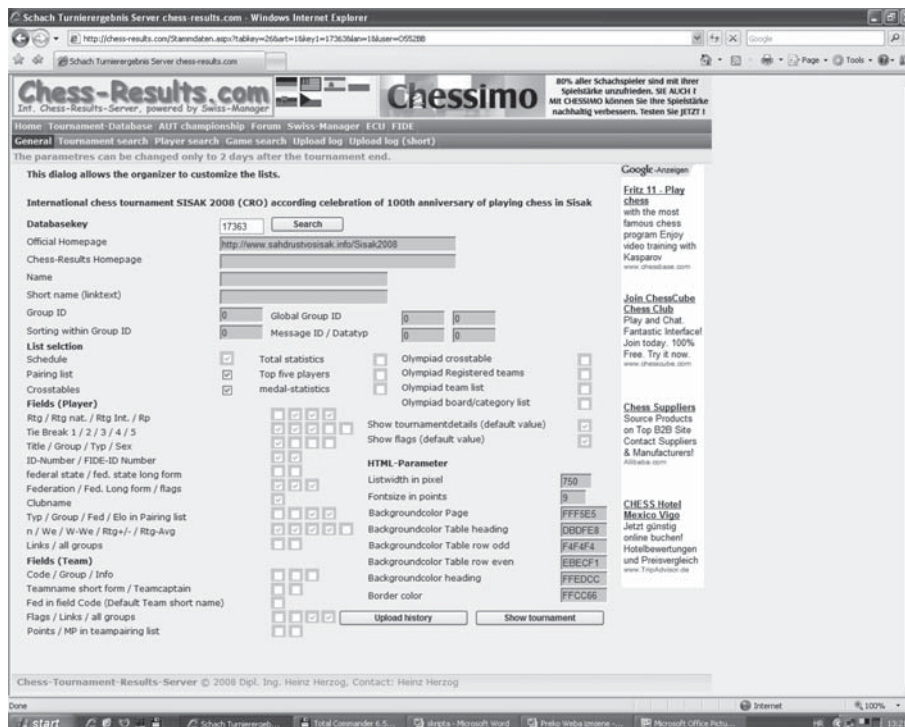 Schach Turnierergebnis Server chess-results.com - Windows Internet Explorer
http://chess-results.com/Stammdaten.aspx?tabkey=26&art=1&key1=17363&lan=1&user=O552BB
Google
Schach Turnierergebnis Server chess-results.com
Page
Tools
Chess-Results.com
Int. Chess-Results-Server, powered by Swiss-Manager
Chessimo
80% aller Schachspieler sind mit ihrer
Spielstärke unzufrieden. SIE AUCH !
Mit CHESSIMO können Sie Ihre Spielstärke
nachhaltig verbessern. Testen Sie JETZT !
Home Tournament-Database AUT championship Forum Swiss-Manager ECU FIDE
General Tournament search Player search Game search Upload log Upload log (short)
The parametres can be changed only to 2 days after the tournament end.
This dialog allows the organizer to customize the lists.
International chess tournament SISAK 2008 (CRO) according celebration of 100th anniversary of playing chess in Sisak
Databasekey 17363 Search
Official Homepage http://www.sahdrustvosisak.info/Sisak2008
Chess-Results Homepage
Name
Short name (linktext)
Group ID 0 Global Group ID 0 0
Sorting within Group ID 0 Message ID / Datatyp 0 0
List selction
Schedule Total statistics Olympiad crosstable
Pairing list Top five players Olympiad Registered teams
Crosstables medal-statistics Olympiad team list
Olympiad board/category list
Fields (Player)
Rtg / Rtg nat. / Rtg Int. / Rp
Tie Break 1 / 2 / 3 / 4 / 5
Title / Group / Typ / Sex
ID-Number / FIDE-ID Number
federal state / fed. state long form
Federation / Fed. Long form / flags
Clubname
Typ / Group / Fed / Elo in Pairing list
n / We / W-We / Rtg+/- / Rtg-Avg
Links / all groups
Fields (Team)
Code / Group / Info
Teamname short form / Teamcaptain
Fed in field Code (Default Team short name)
Flags / Links / all groups
Points / MP in teampairing list
Show tournamentdetails (default value)
Show flags (default value)
HTML-Parameter
Listwidth in pixel 750
Fontsize in points 9
Backgroundcolor Page FFF5E5
Backgroundcolor Table heading DBDFE8
Backgroundcolor Table row odd F4F4F4
Backgroundcolor Table row even EBECF1
Backgroundcolor heading FFEDCC
Border color FFCC66
Upload history Show tournament
Google-Anzeigen
Fritz 11 - Play
chess
with the most
famous chess
program Enjoy
video training with
Kasparov
www.chessbase.com
Join ChessCube
Chess Club
Play and Chat.
Fantastic Interface!
Join today. 100%
Free. Try it now.
www.chesscube.com
Chess Suppliers
Source Products
on Top B2B Site
Contact Suppliers
& Manufacturers!
Alibaba.com
CHESS Hotel
Mexico Vigo
Jetzt günstig
online buchen!
Hotelbewertungen
und Preisvergleich
www.TripAdvisor.de
Chess-Tournament-Results-Server © 2008 Dipl. Ing. Heinz Herzog, Contact: Heinz Herzog
Done
Internet
100%
start
Schach Turnierergeb...
Total Commander 6.5...
skripta - Microsoft Word
Preko Weba izmjene -...
Microsoft Office Pictu...
HR